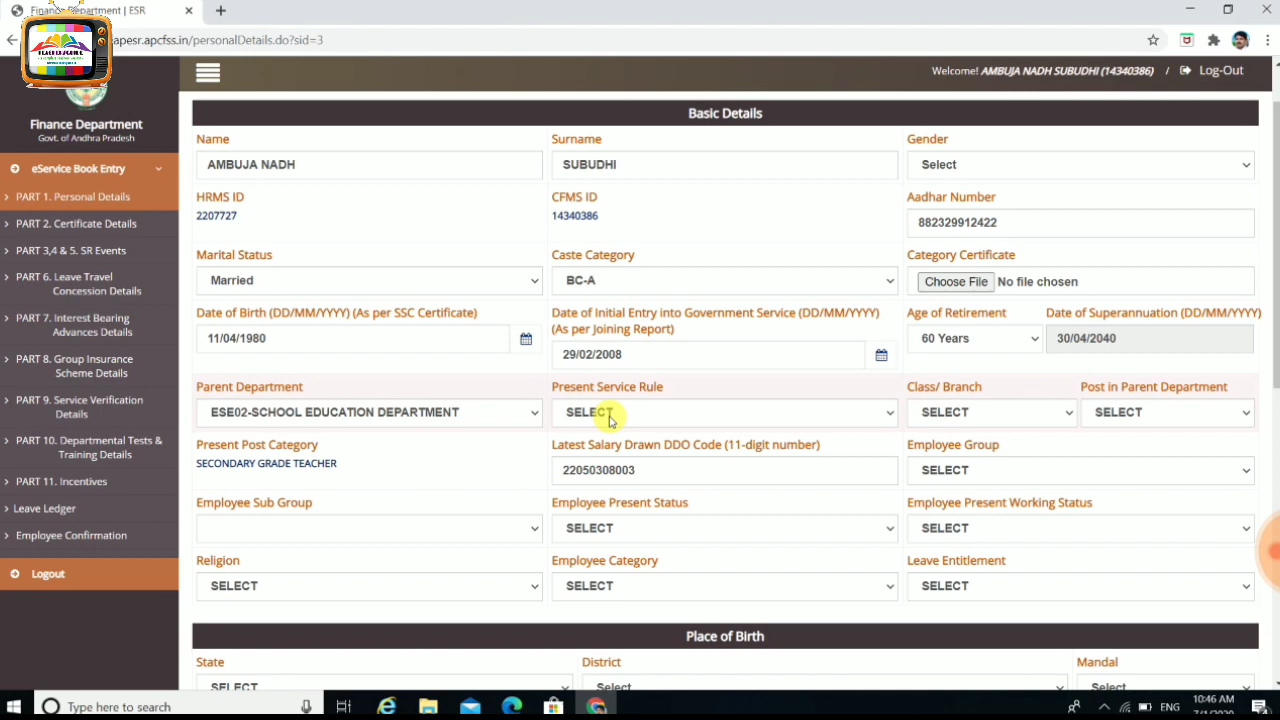 Finance Department | ESR
apesr.apcfss.in/personalDetails.do?sid=3
Welcome! AMBUJA NADH SUBUDHI (14340386) / Log-Out
Finance Department
Govt. of Andhra Pradesh
eService Book Entry
PART 1. Personal Details
PART 2. Certificate Details
PART 3,4 & 5. SR Events
PART 6. Leave Travel
Concession Details
PART 7. Interest Bearing
Advances Details
PART 8. Group Insurance
Scheme Details
PART 9. Service Verification
Details
PART 10. Departmental Tests &
Training Details
PART 11. Incentives
Leave Ledger
Employee Confirmation
Logout
Basic Details
Name Surname Gender
AMBUJA NADH SUBUDHI Select
HRMS ID CFMS ID Aadhar Number
2207727 14340386 882329912422
Marital Status Caste Category Category Certificate
Married BC-A Choose File No file chosen
Date of Birth (DD/MM/YYYY) (As per SSC Certificate) Date of Initial Entry into Government Service (DD/MM/YYYY) Age of Retirement Date of Superannuation (DD/MM/YYYY)
(As per Joining Report)
11/04/1980 29/02/2008 60 Years 30/04/2040
Parent Department Present Service Rule Class/ Branch Post in Parent Department
ESE02-SCHOOL EDUCATION DEPARTMENT SELECT SELECT SELECT
Present Post Category Latest Salary Drawn DDO Code (11-digit number) Employee Group
SECONDARY GRADE TEACHER 22050308003 SELECT
Employee Sub Group Employee Present Status Employee Present Working Status
SELECT SELECT
Religion Employee Category Leave Entitlement
SELECT SELECT SELECT
Place of Birth
State District Mandal
SELECT Select Select
Type here to search
ENG
10:46 AM
7/1/2020